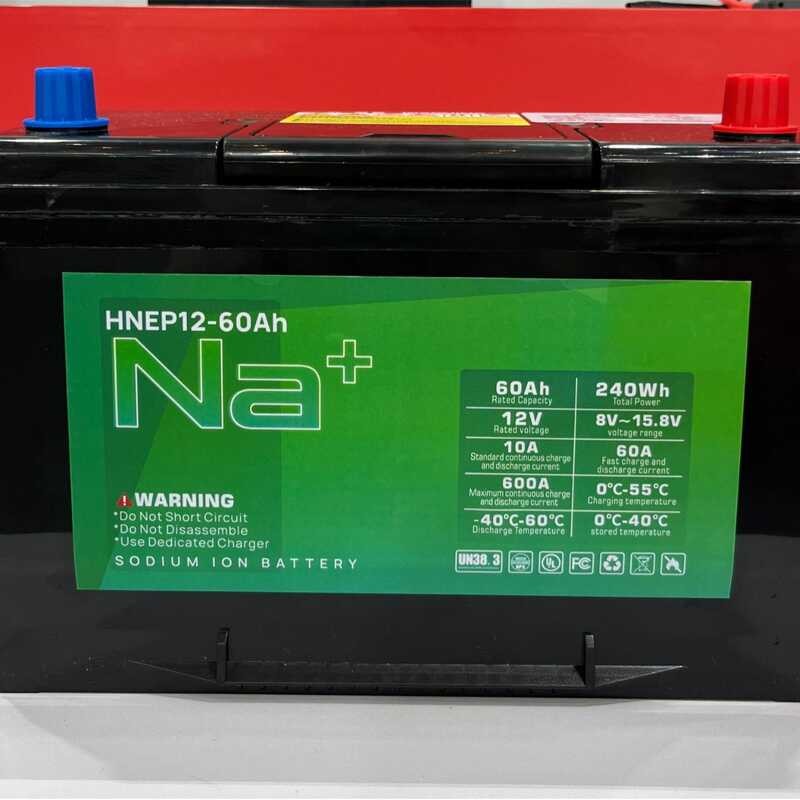 HNEP12-60Ah
Na+
60Ah
Rated Capacity
240Wh
Total Power
12V
Rated voltage
8V~15.8V
voltage range
10A
Standard continuous charge
and discharge current
60A
Fast charge and
discharge current
600A
Maximum continuous charge
and discharge current
0℃-55℃
Charging temperature
-40℃-60℃
Discharge Temperature
0℃-40℃
stored temperature
WARNING
*Do Not Short Circuit
*Do Not Disassemble
*Use Dedicated Charger
SODIUM ION BATTERY
UN38.3
UL
FC